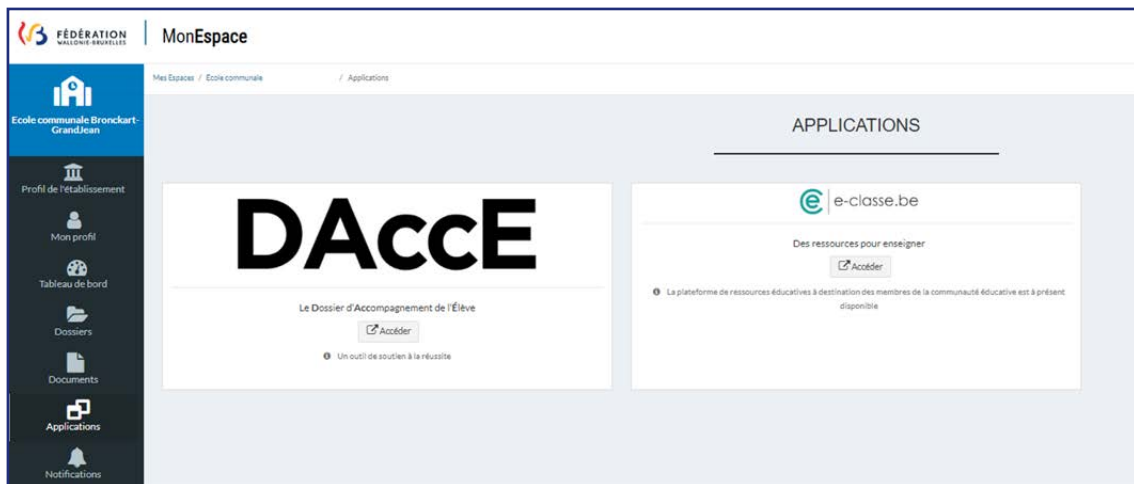 FÉDÉRATION
WALLONIE-BRUXELLES
MonEspace
Mes Espaces / Ecole communale / Applications
Ecole communale Bronckart-
GrandJean
Profil de l'établissement
Mon profil
Tableau de bord
Dossiers
Documents
Applications
Notifications
APPLICATIONS
DAccE
Le Dossier d'Accompagnement de l'Élève
Accéder
Un outil de soutien à la réussite
e-classe.be
Des ressources pour enseigner
Accéder
La plateforme de ressources éducatives à destination des membres de la communauté éducative est à présent
disponible